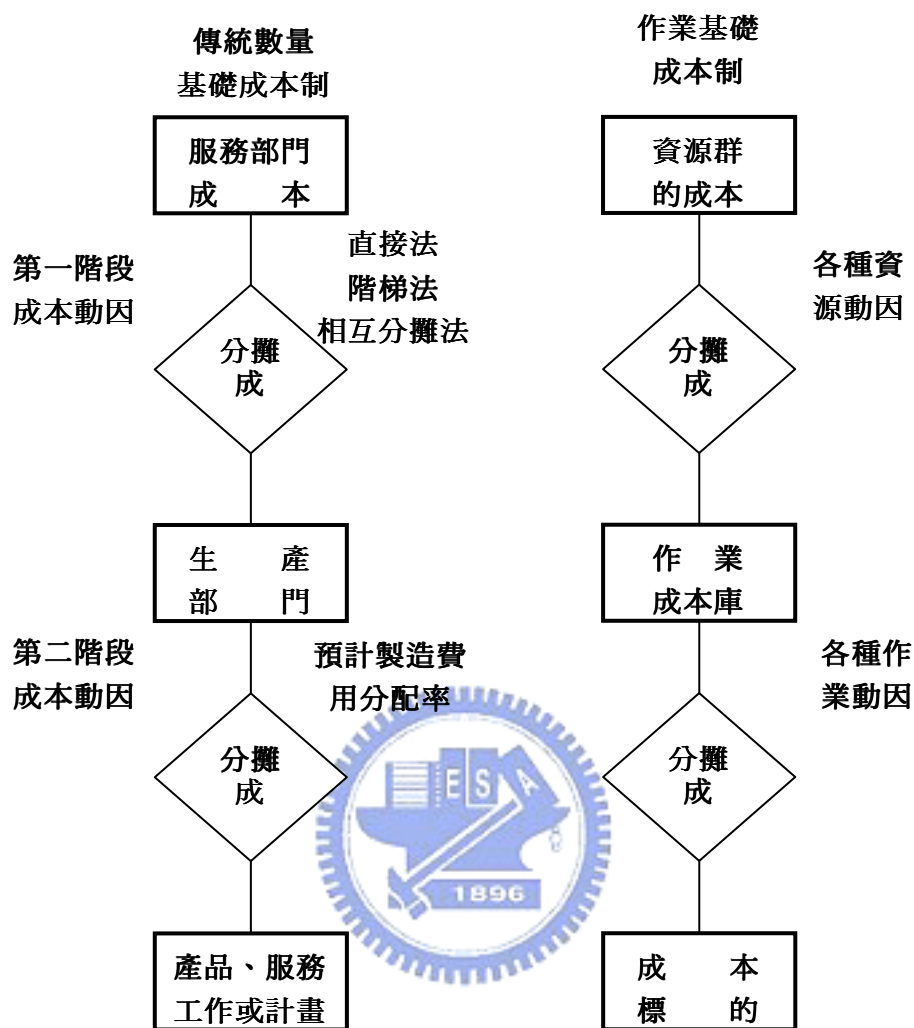 傳統數量
基礎成本制
作業基礎
成本制
服務部門
成 本
資源群
的成本
第一階段
成本動因
直接法
階梯法
相互分攤法
各種資
源動因
分攤
成
分攤
成
生 產
部 門
作 業
成本庫
第二階段
成本動因
預計製造費
用分配率
各種作
業動因
分攤
成
分攤
成
E S A
1896
產品、服務
工作或計畫
成 本
標 的